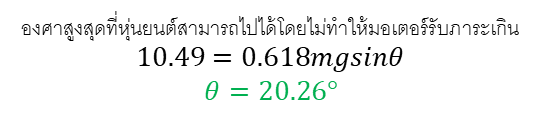 องศาสูงสุดที่หุ่นยนต์สามารถไปได้โดยไม่ทำให้มอเตอร์รับภาระเกิน
10.49 = 0.618mgsinθ
θ = 20.26°